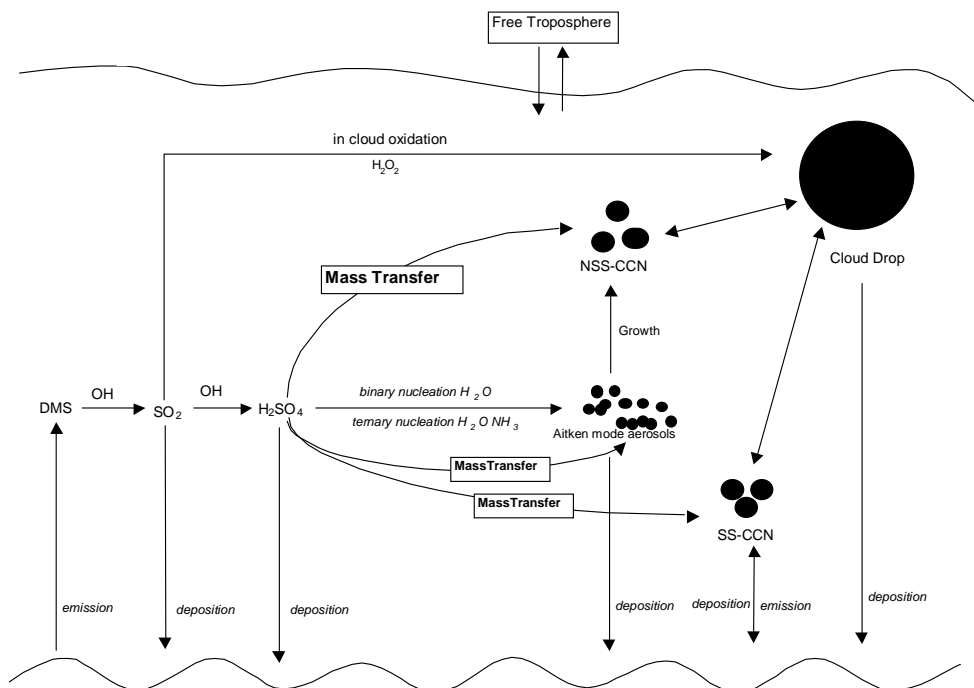 Free Troposphere
in cloud oxidation
H₂O₂
NSS-CCN
Cloud Drop
Mass Transfer
Growth
OH
OH
DMS
SO₂
H₂SO₄
binary nucleation H₂O
ternary nucleation H₂O NH₃
Aitken mode aerosols
MassTransfer
MassTransfer
SS-CCN
emission
deposition
deposition
deposition
deposition
emission
deposition